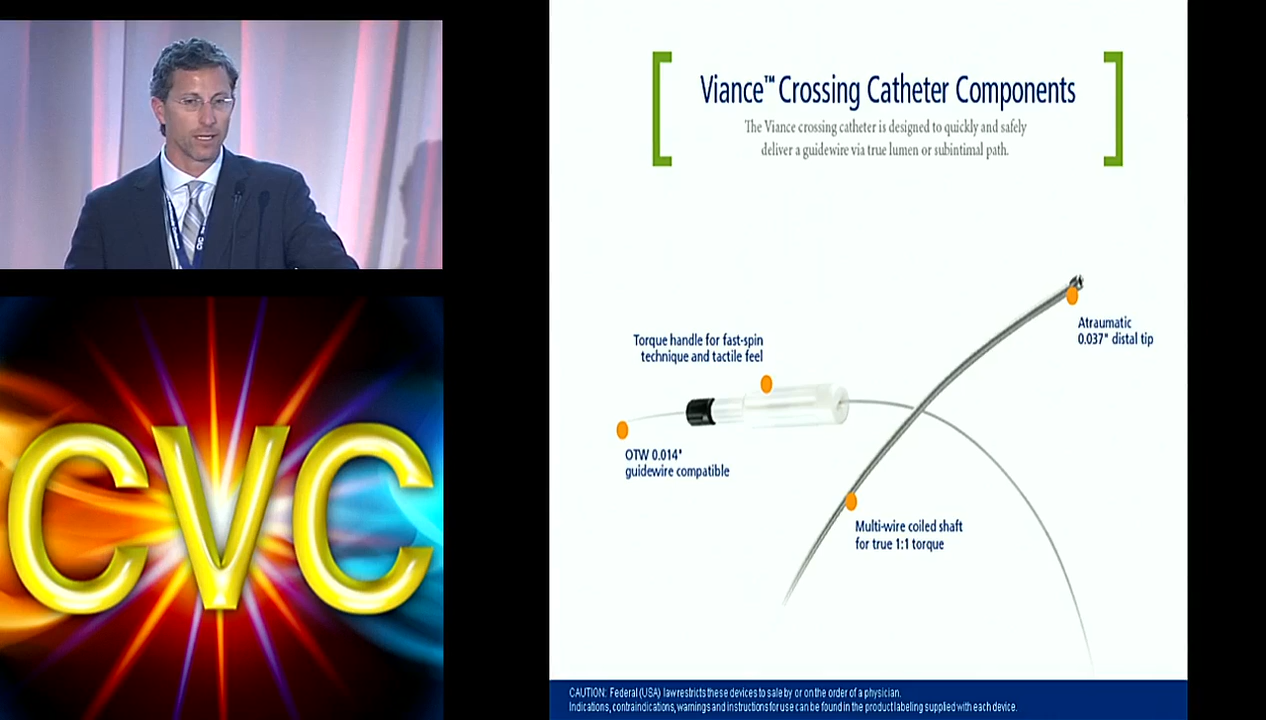 Viance™ Crossing Catheter Components
The Viance crossing catheter is designed to quickly and safely
deliver a guidewire via true lumen or subintimal path.
Atraumatic
0.037" distal tip
Torque handle for fast-spin
technique and tactile feel
OTW 0.014"
guidewire compatible
Multi-wire coiled shaft
for true 1:1 torque
CVC
CAUTION: Federal (USA) law restricts these devices to sale by or on the order of a physician.
Indications, contraindications, warnings and instructions for use can be found in the product labeling supplied with each device.